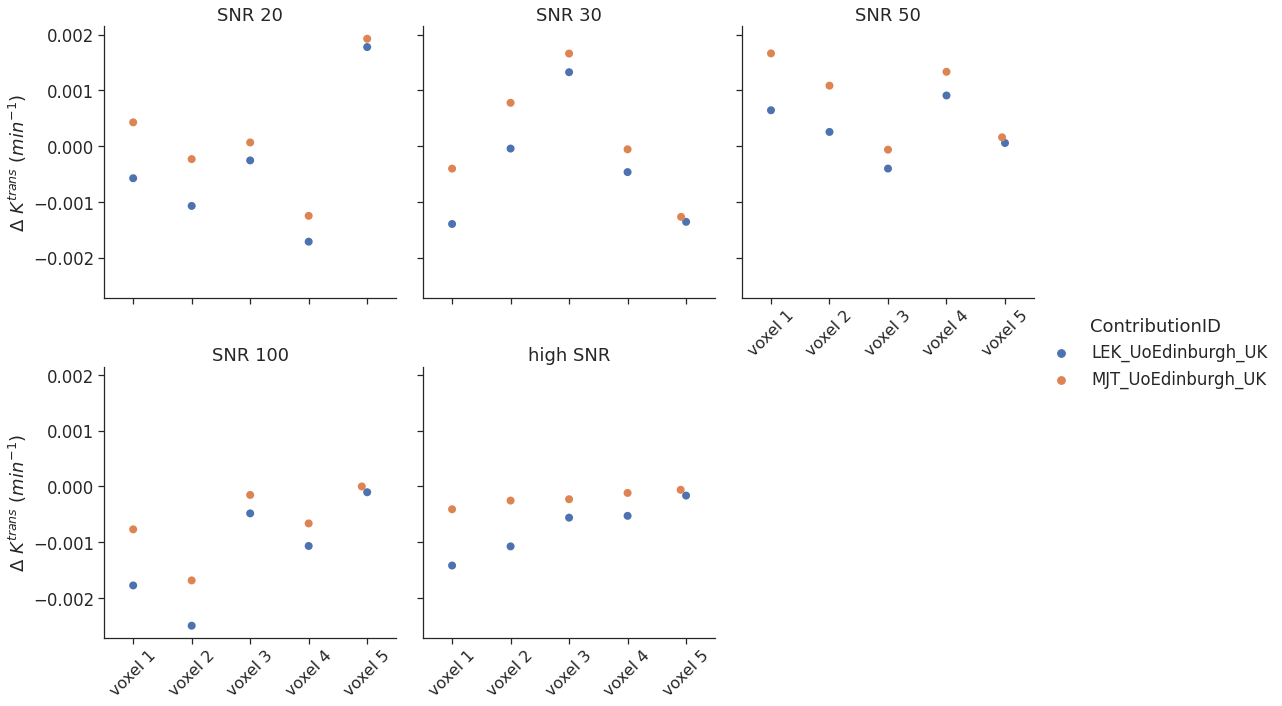 SNR 20
SNR 30
SNR 50
0.002
0.001
0.000
−0.001
−0.002
Δ K^trans (min^−1)
voxel 1
voxel 2
voxel 3
voxel 4
voxel 5
ContributionID
LEK_UoEdinburgh_UK
MJT_UoEdinburgh_UK
SNR 100
high SNR
0.002
0.001
0.000
−0.001
−0.002
Δ K^trans (min^−1)
voxel 1
voxel 2
voxel 3
voxel 4
voxel 5
voxel 1
voxel 2
voxel 3
voxel 4
voxel 5